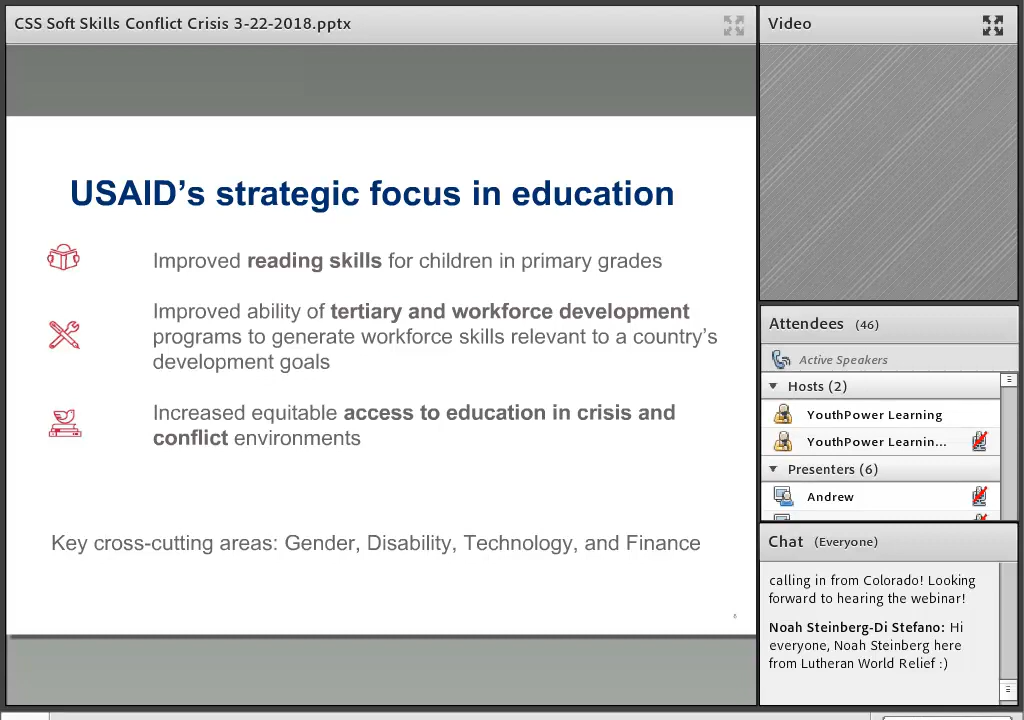 CSS Soft Skills Conflict Crisis 3-22-2018.pptx
USAID’s strategic focus in education
Improved reading skills for children in primary grades
Improved ability of tertiary and workforce development
programs to generate workforce skills relevant to a country’s
development goals
Increased equitable access to education in crisis and
conflict environments
Key cross-cutting areas: Gender, Disability, Technology, and Finance
Video
Attendees (46)
Active Speakers
Hosts (2)
YouthPower Learning
YouthPower Learnin...
Presenters (6)
Andrew
Chat (Everyone)
calling in from Colorado! Looking
forward to hearing the webinar!
Noah Steinberg-Di Stefano: Hi
everyone, Noah Steinberg here
from Lutheran World Relief :)